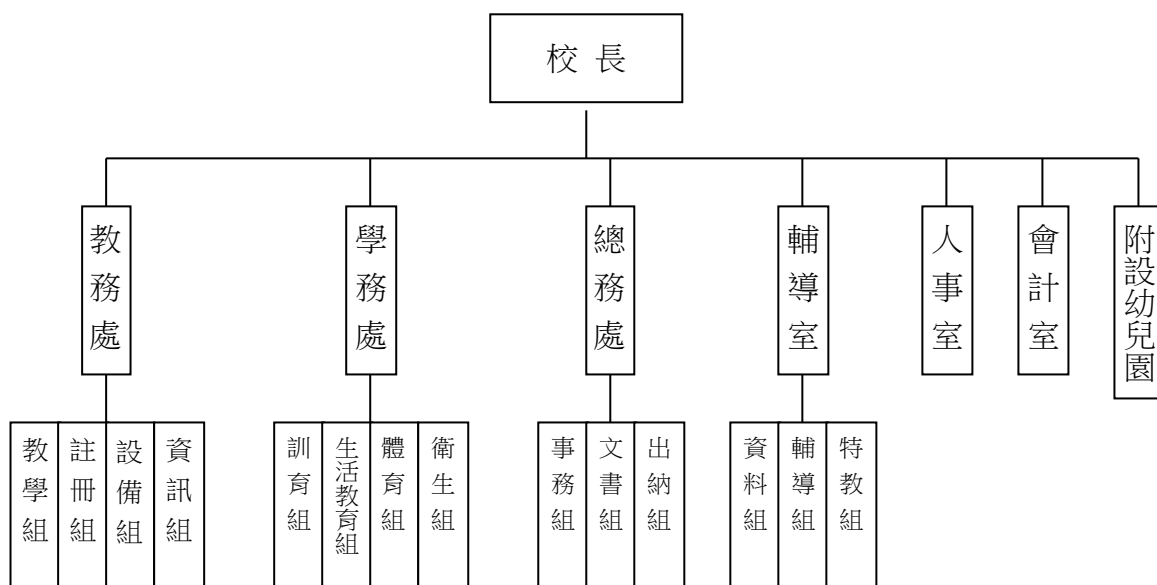 校長
教務處
學務處
總務處
輔導室
人事室
會計室
附設幼兒園
教學組
註冊組
設備組
資訊組
訓育組
生活教育組
體育組
衛生組
事務組
文書組
出納組
資料組
輔導組
特教組